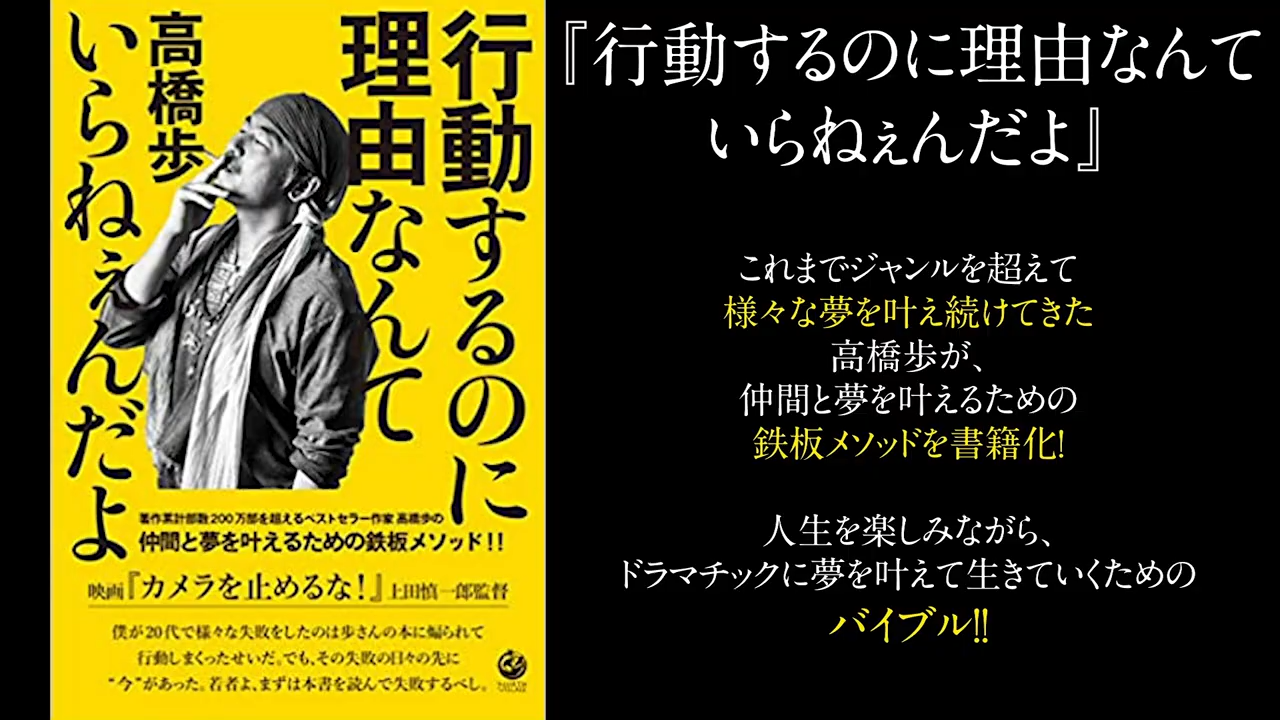 行動するのに
理由なんて
いらねぇんだよ
高橋歩
著作累計部数200万部を超えるベストセラー作家 高橋歩の
仲間と夢を叶えるための鉄板メソッド!!
映画『カメラを止めるな!』上田慎一郎監督
僕が20代で様々な失敗をしたのは歩さんの本に煽られて
行動しまくったせいだ。でも、その失敗の日々の先に
“今”があった。若者よ、まずは本書を読んで失敗するべし。
『行動するのに理由なんて
いらねぇんだよ』
これまでジャンルを超えて
様々な夢を叶え続けてきた
高橋歩が、
仲間と夢を叶えるための
鉄板メソッドを書籍化!
人生を楽しみながら、
ドラマチックに夢を叶えて生きていくための
バイブル!!